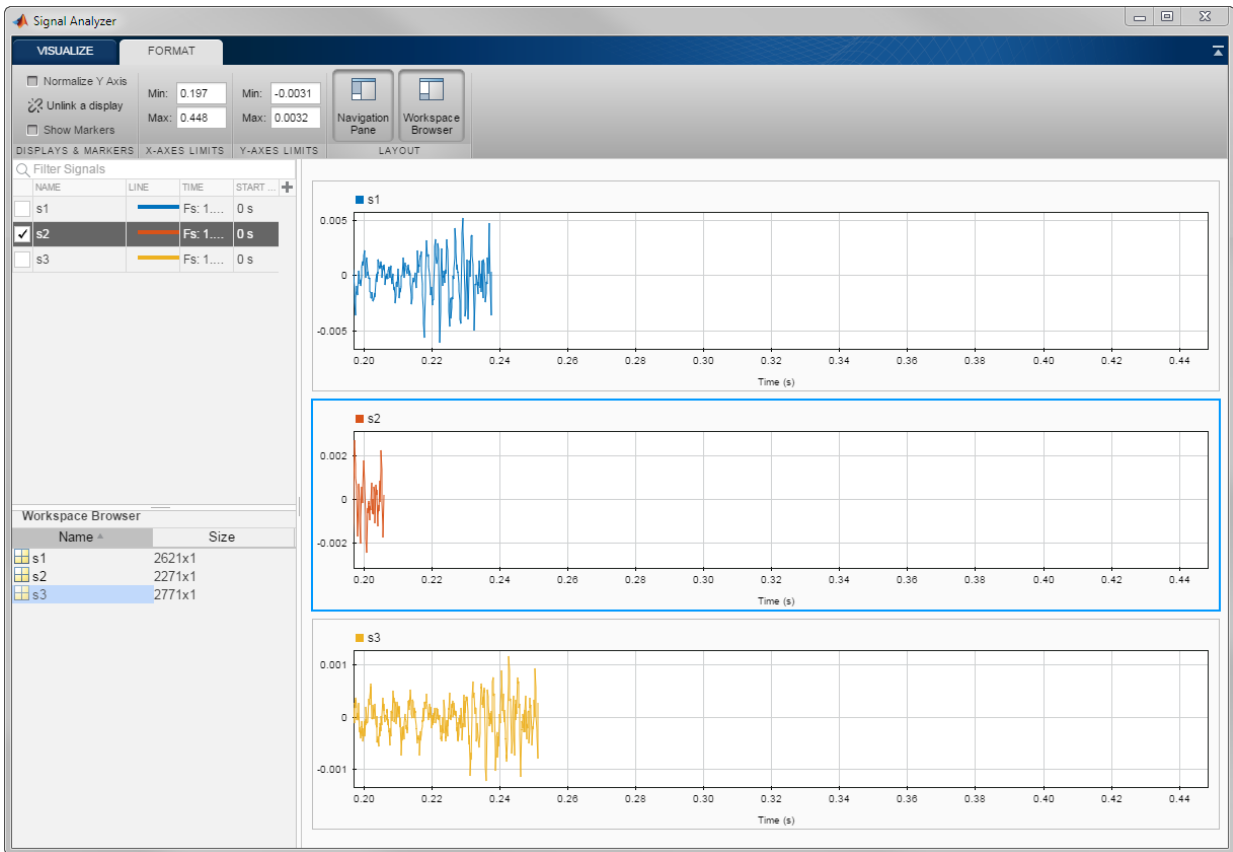 Signal Analyzer
VISUALIZE FORMAT
Normalize Y Axis
Unlink a display
Show Markers
Min: 0.197 Min: -0.0031
Max: 0.448 Max: 0.0032
Navigation Pane
Workspace Browser
DISPLAYS & MARKERS X-AXES LIMITS Y-AXES LIMITS LAYOUT
Filter Signals
NAME LINE TIME START ...
s1 Fs: 1.... 0 s
s2 Fs: 1.... 0 s
s3 Fs: 1.... 0 s
Workspace Browser
Name Size
s1 2621x1
s2 2271x1
s3 2771x1
s1
0.005
0
-0.005
0.20 0.22 0.24 0.26 0.28 0.30 0.32 0.34 0.36 0.38 0.40 0.42 0.44
Time (s)
s2
0.002
0
-0.002
0.20 0.22 0.24 0.26 0.28 0.30 0.32 0.34 0.36 0.38 0.40 0.42 0.44
Time (s)
s3
0.001
0
-0.001
0.20 0.22 0.24 0.26 0.28 0.30 0.32 0.34 0.36 0.38 0.40 0.42 0.44
Time (s)